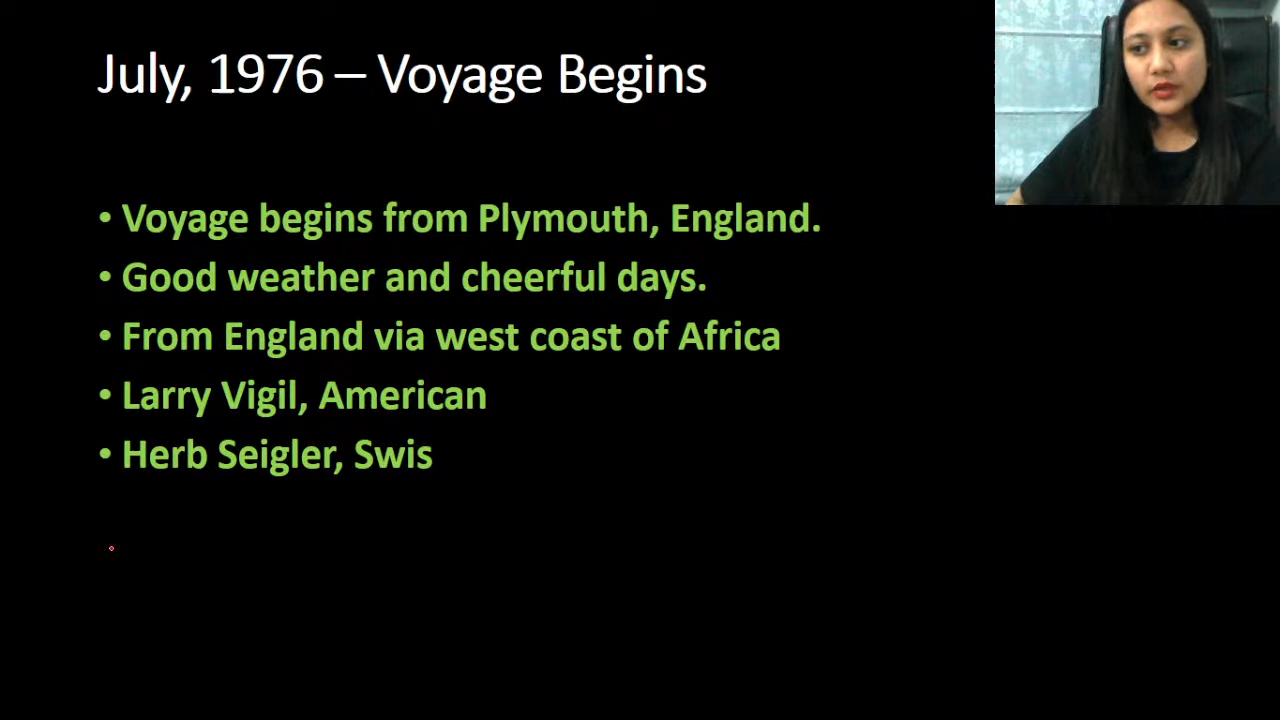 July, 1976 – Voyage Begins
• Voyage begins from Plymouth, England.
• Good weather and cheerful days.
• From England via west coast of Africa
• Larry Vigil, American
• Herb Seigler, Swis